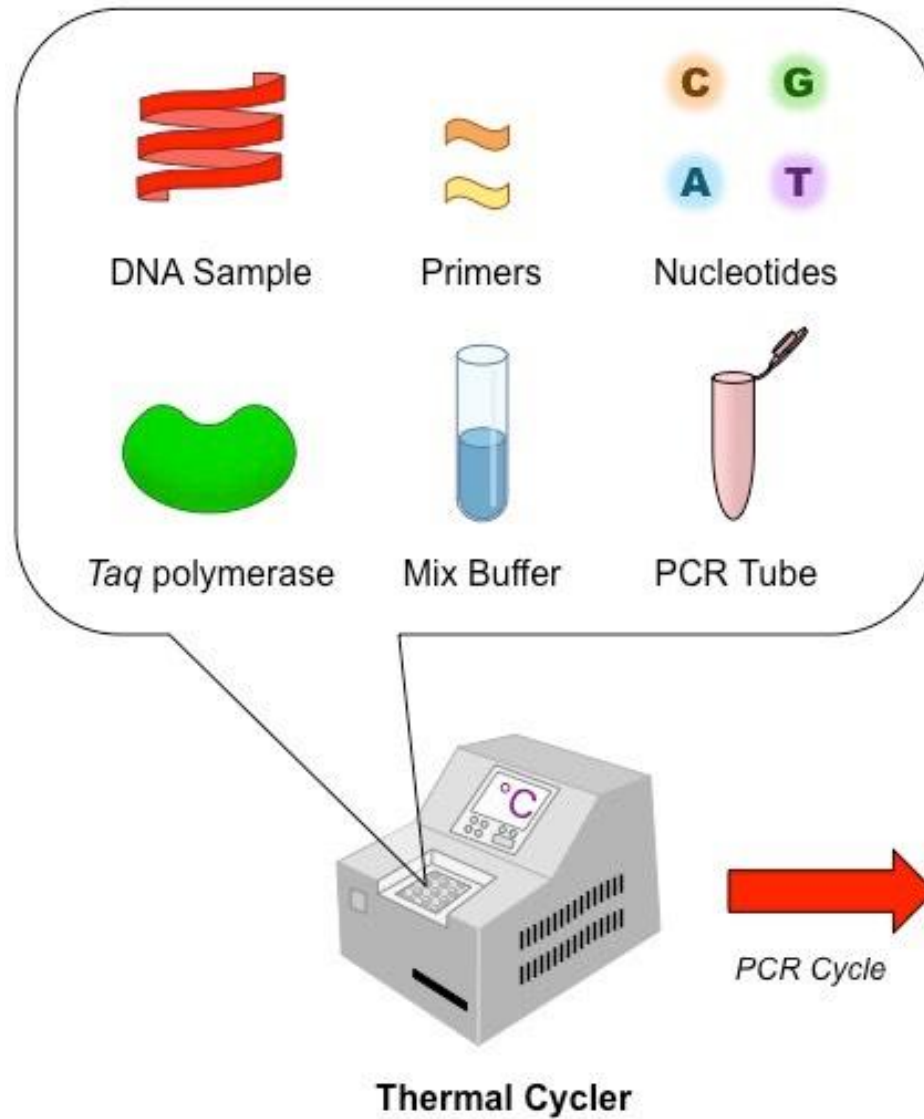 C G
A T
DNA Sample Primers Nucleotides
Taq polymerase Mix Buffer PCR Tube
°C
PCR Cycle
Thermal Cycler